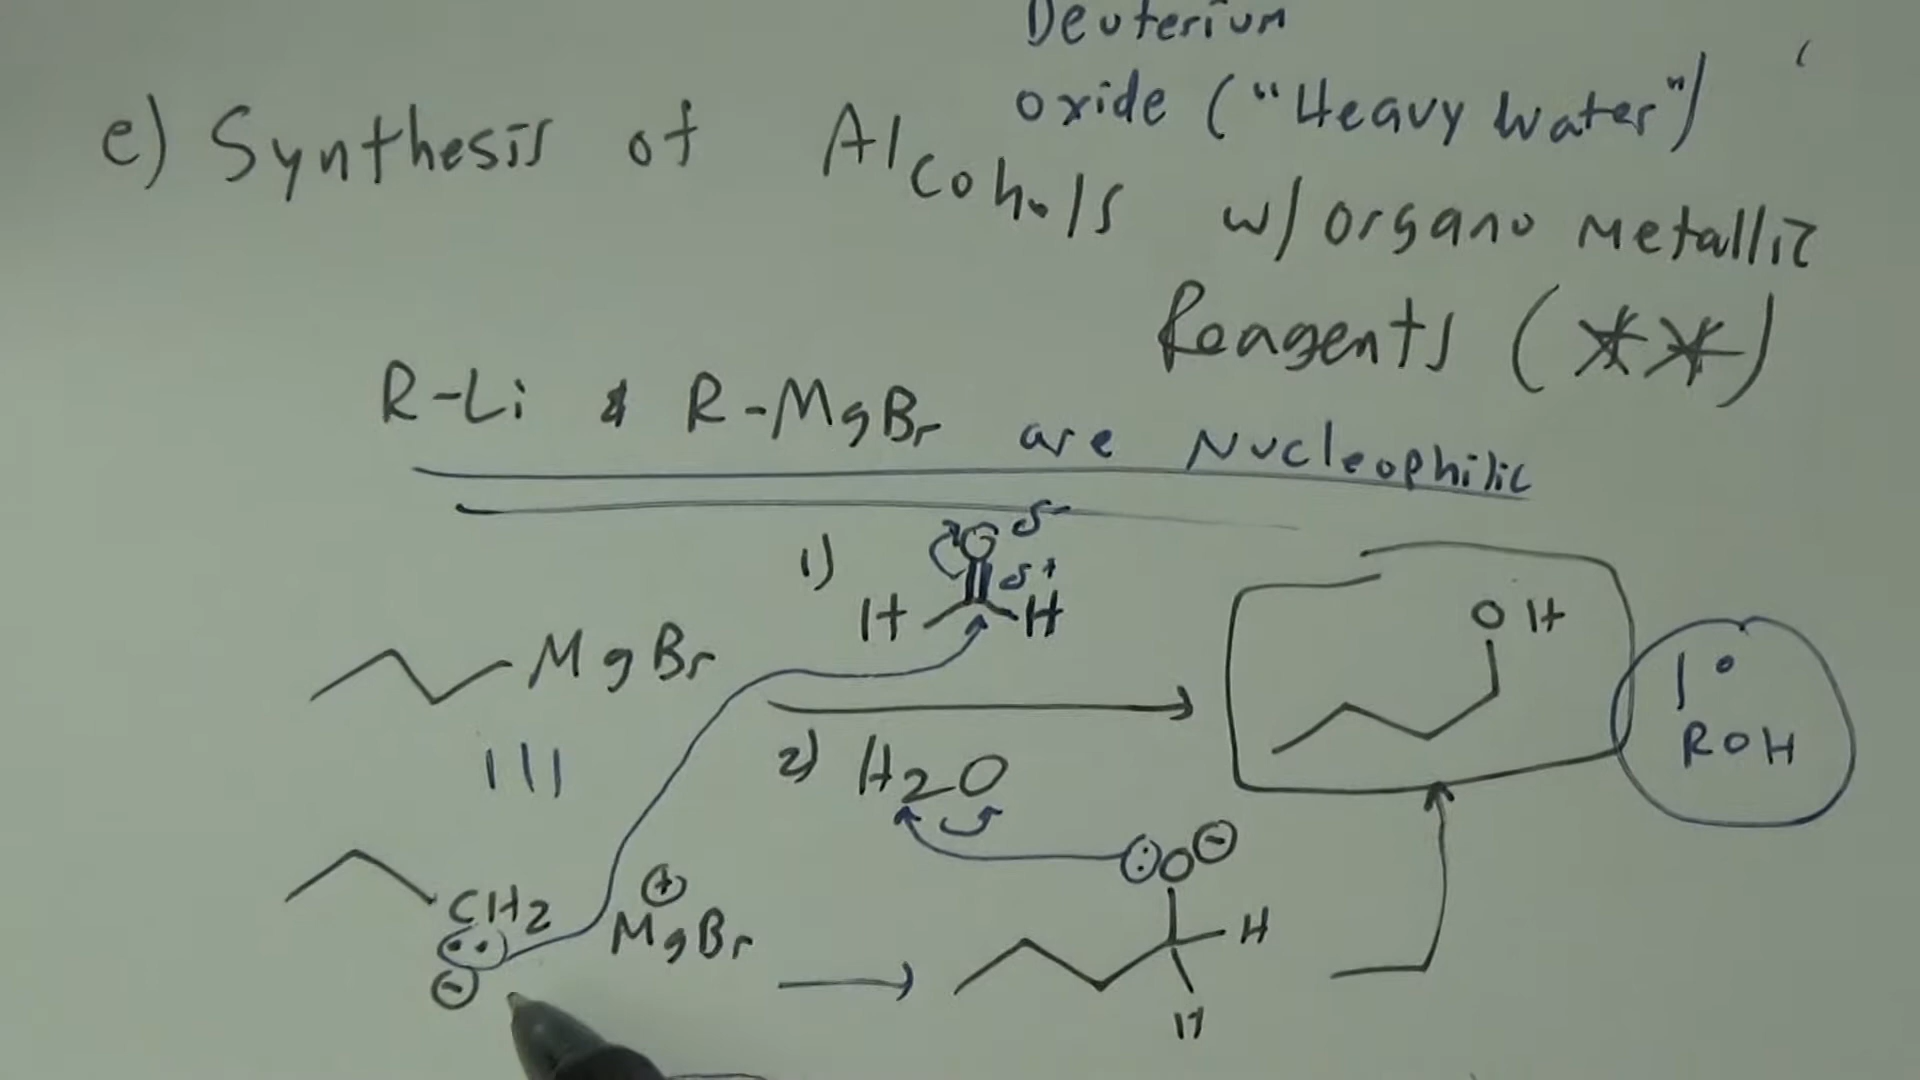 Deuterium
oxide ("Heavy Water")
e) Synthesis of Alcohols w/ organo Metallic
Reagents (**)
R-Li & R-MgBr are Nucleophilic
1)
O δ-
δ+
H H
MgBr
OH
1°
ROH
2) H2O
O ⊖
CH2
⊕
MgBr
H
⊖
H